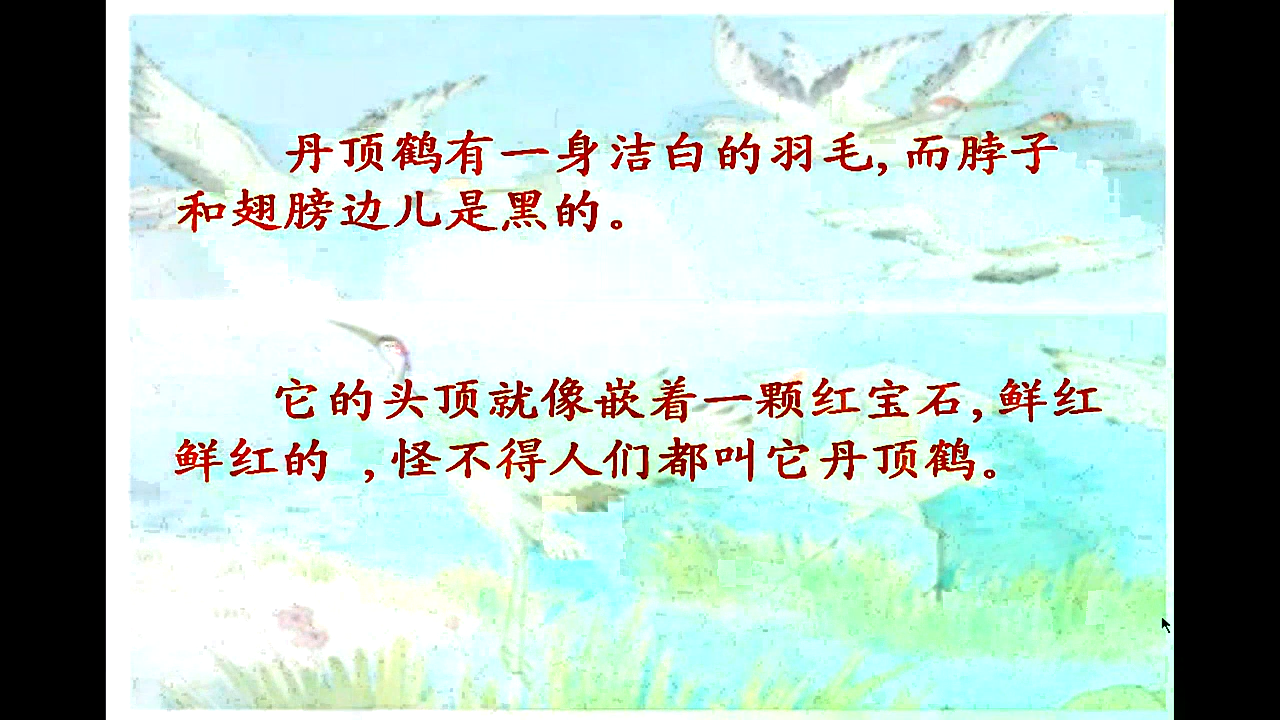 丹顶鹤有一身洁白的羽毛,而脖子
和翅膀边儿是黑的。
它的头顶就像嵌着一颗红宝石,鲜红
鲜红的 ,怪不得人们都叫它丹顶鹤。